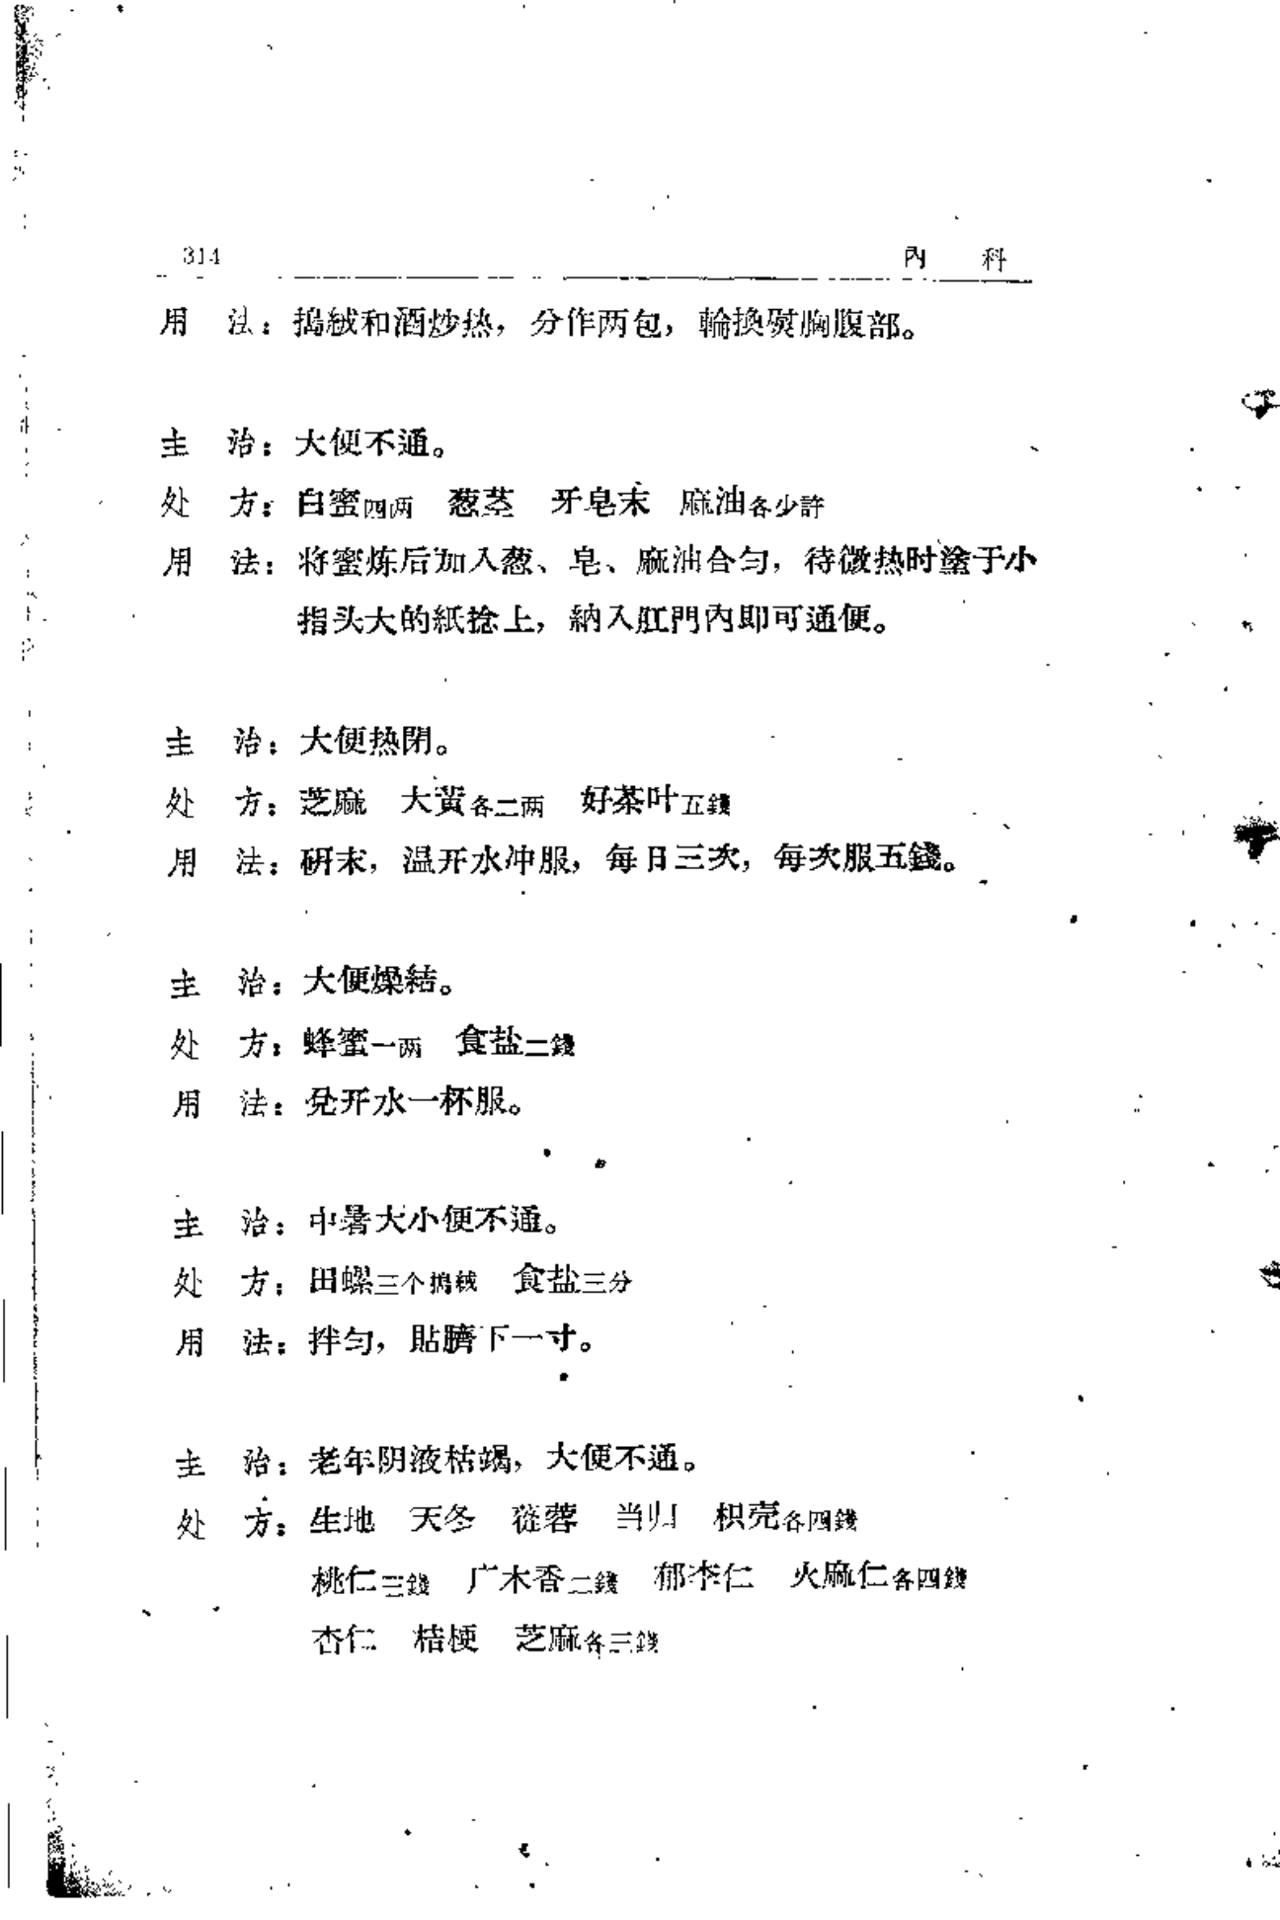 314 內 科
用 法：搗絨和酒炒热，分作两包，輪換熨胸腹部。
主 治：大便不通。
处 方：白蜜四两 葱茎 牙皂末 麻油各少許
用 法：将蜜炼后加入葱、皂、麻油合匀，待微热时塗于小
指头大的紙捻上，納入肛門內即可通便。
主 治：大便热閉。
处 方：芝麻 大黄各二两 好茶叶五錢
用 法：研末，温开水冲服，每日三次，每次服五錢。
主 治：大便燥結。
处 方：蜂蜜一两 食盐二錢
用 法：兌开水一杯服。
主 治：中暑大小便不通。
处 方：田螺三个搗絨 食盐三分
用 法：拌匀，貼臍下一寸。
主 治：老年阴液枯竭，大便不通。
处 方：生地 天冬 蓯蓉 当归 枳壳各四錢
桃仁三錢 广木香二錢 郁李仁 火麻仁各四錢
杏仁 桔梗 芝麻各三錢